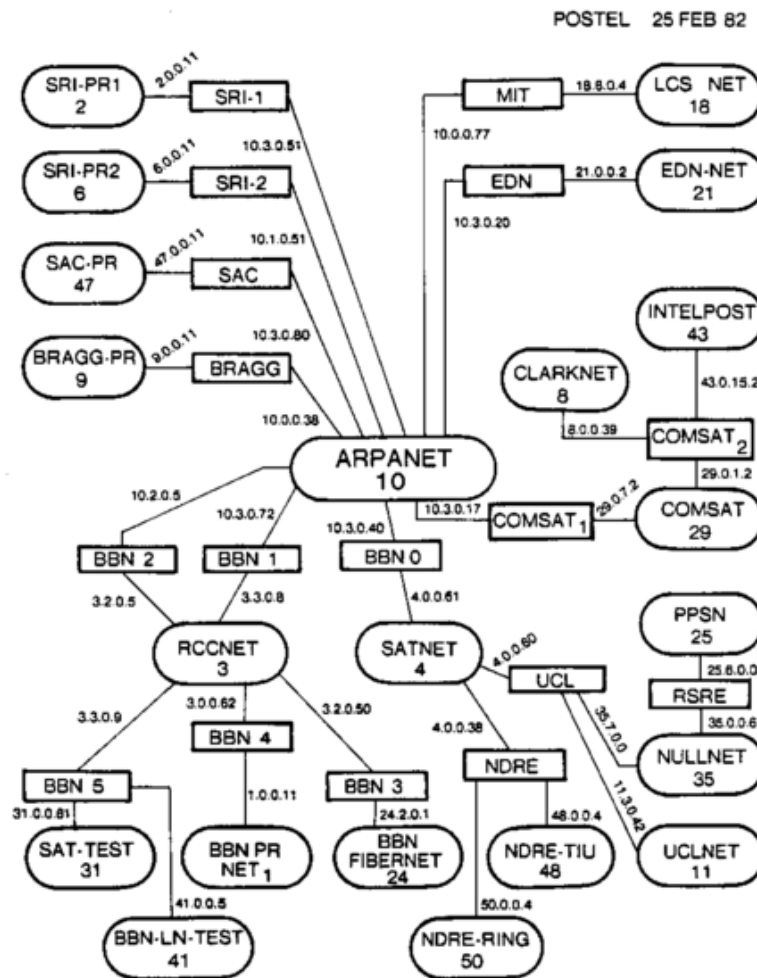 POSTEL 25 FEB 82
SRI-PR1
2
2.0.0.11
SRI-1
10.3.0.51
MIT
18.8.0.4
LCS NET
18
10.0.0.77
SRI-PR2
6
6.0.0.11
SRI-2
10.1.0.51
EDN
21.0.0.2
EDN-NET
21
10.3.0.20
SAC-PR
47
47.0.0.11
SAC
10.3.0.80
INTELPOST
43
43.0.15.2
BRAGG-PR
9
9.0.0.11
BRAGG
10.0.0.38
CLARKNET
8
18.0.0.39
COMSAT2
29.0.1.2
ARPANET
10
10.3.0.17
COMSAT1
29.0.7.2
COMSAT
29
10.2.0.5
10.3.0.72
10.3.0.40
BBN 2
BBN 1
BBN 0
3.2.0.5
3.3.0.8
4.0.0.61
RCCNET
3
SATNET
4
4.0.0.60
UCL
PPSN
25
25.6.0.0
RSRE
35.0.0.6
3.3.0.9
3.0.0.62
3.2.0.50
4.0.0.38
35.7.0.0
NULLNET
35
BBN 4
BBN 5
BBN 3
NDRE
11.3.0.42
31.0.0.81
1.0.0.11
24.2.0.1
48.0.0.4
SAT-TEST
31
BBN PR
NET1
BBN
FIBERNET
24
NDRE-TIU
48
UCLNET
11
41.0.0.5
50.0.0.4
BBN-LN-TEST
41
NDRE-RING
50